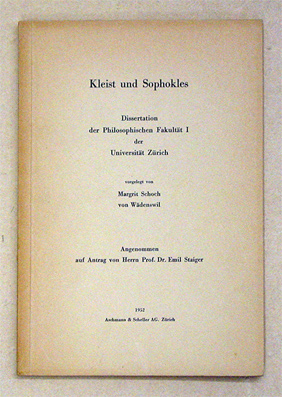 Kleist und Sophokles
Dissertation
der Philosophischen Fakultät I
der
Universität Zürich
vorgelegt von
Margrit Schoch
von Wädenswil
Angenommen
auf Antrag von Herrn Prof. Dr. Emil Staiger
1952
Aschmann & Scheller AG. Zürich